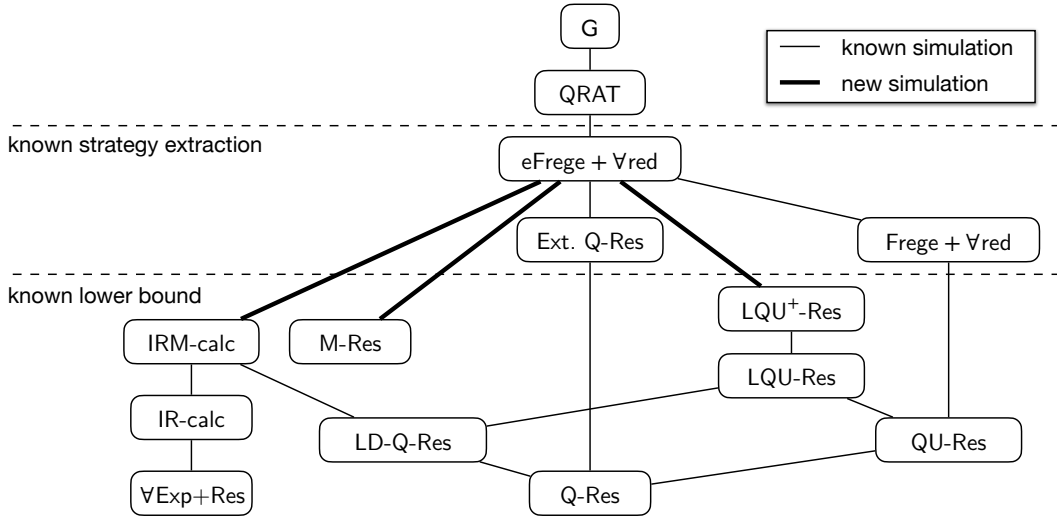 G
known simulation
new simulation
QRAT
known strategy extraction
eFrege + ∀red
Ext. Q-Res
Frege + ∀red
known lower bound
LQU⁺-Res
IRM-calc
M-Res
LQU-Res
IR-calc
LD-Q-Res
QU-Res
∀Exp+Res
Q-Res